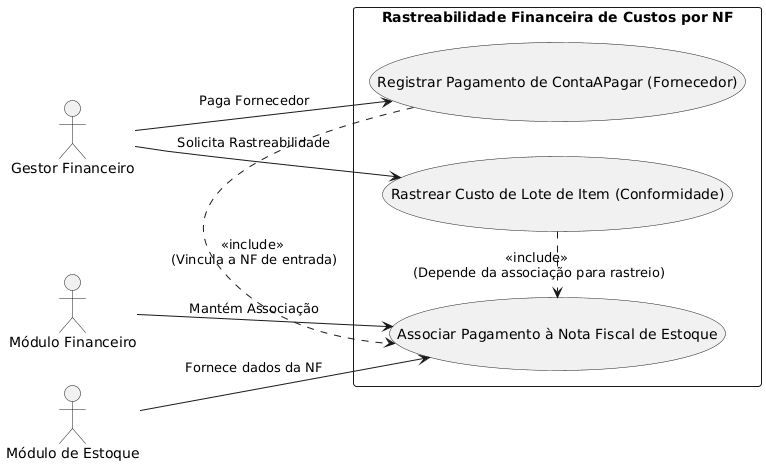 Rastreabilidade Financeira de Custos por NF
Registrar Pagamento de ContaAPagar (Fornecedor)
Paga Fornecedor
Solicita Rastreabilidade
Gestor Financeiro
Rastrear Custo de Lote de Item (Conformidade)
«include»
(Vincula a NF de entrada)
«include»
(Depende da associação para rastreio)
Mantém Associação
Módulo Financeiro
Associar Pagamento à Nota Fiscal de Estoque
Fornece dados da NF
Módulo de Estoque